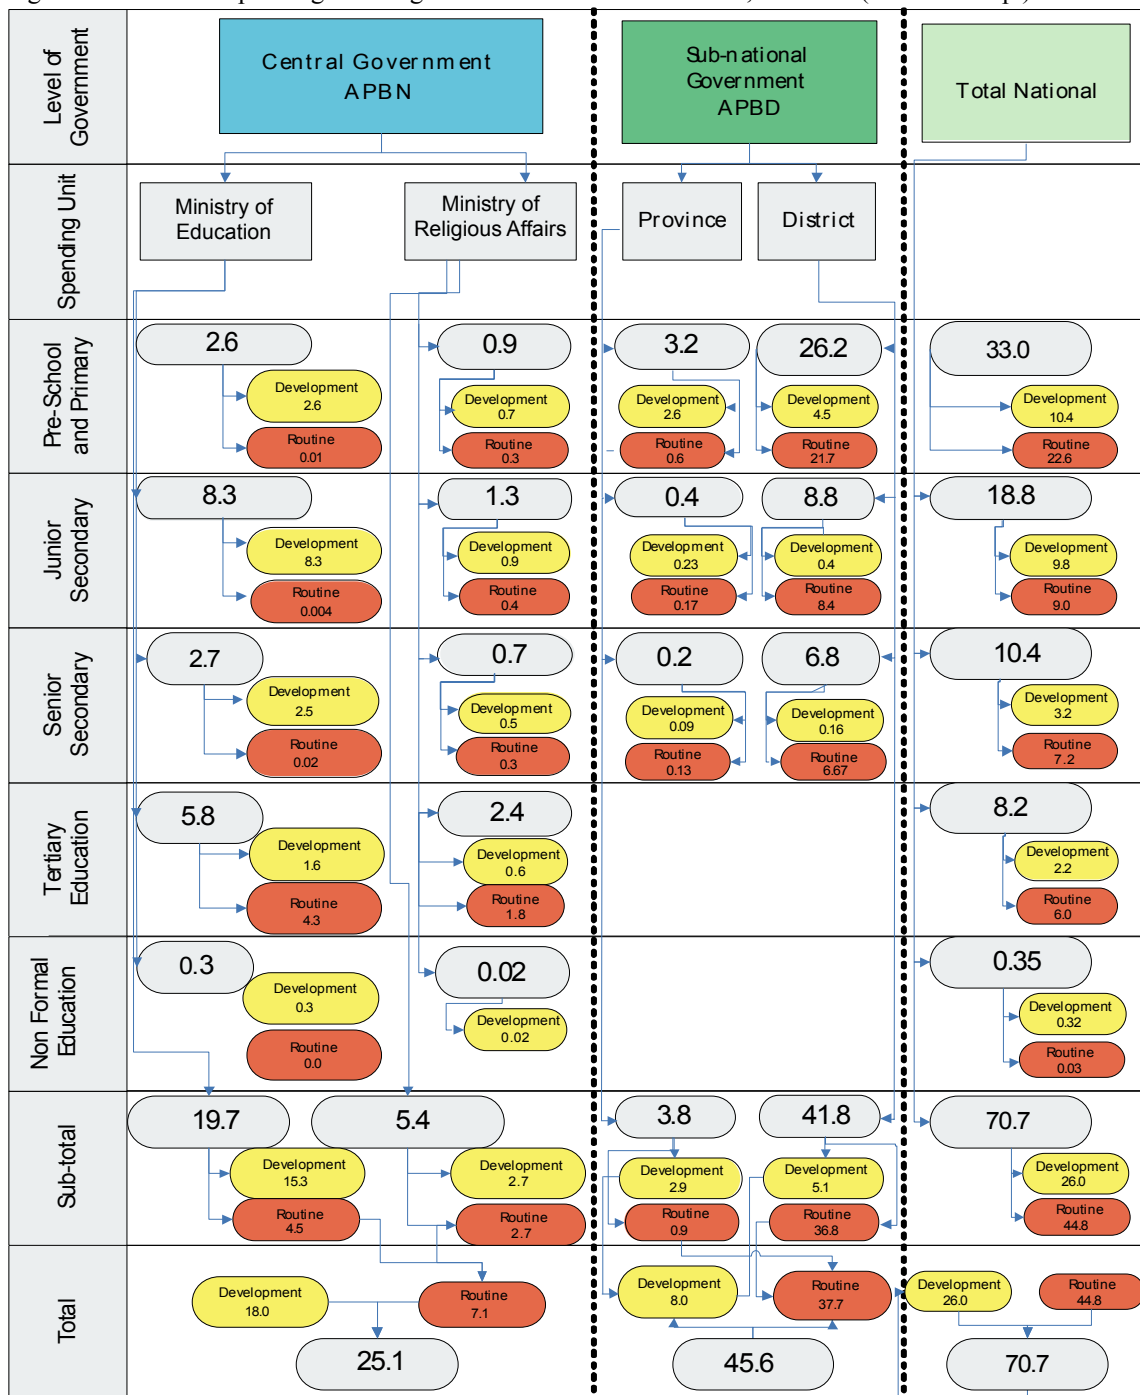 Level of
Government
Central Government
APBN
Sub-national
Government
APBD
Total National
Spending Unit
Ministry of
Education
Ministry of
Religious Affairs
Province
District
Pre-School
and Primary
2.6
Development
2.6
Routine
0.01
0.9
Development
0.7
Routine
0.3
3.2
Development
2.6
Routine
0.6
26.2
Development
4.5
Routine
21.7
33.0
Development
10.4
Routine
22.6
Junior
Secondary
8.3
Development
8.3
Routine
0.004
1.3
Development
0.9
Routine
0.4
0.4
Development
0.23
Routine
0.17
8.8
Development
0.4
Routine
8.4
18.8
Development
9.8
Routine
9.0
Senior
Secondary
2.7
Development
2.5
Routine
0.02
0.7
Development
0.5
Routine
0.3
0.2
Development
0.09
Routine
0.13
6.8
Development
0.16
Routine
6.67
10.4
Development
3.2
Routine
7.2
Tertiary
Education
5.8
Development
1.6
Routine
4.3
2.4
Development
0.6
Routine
1.8
8.2
Development
2.2
Routine
6.0
Non Formal
Education
0.3
Development
0.3
Routine
0.0
0.02
Development
0.02
0.35
Development
0.32
Routine
0.03
Sub-total
19.7
Development
15.3
Routine
4.5
5.4
Development
2.7
Routine
2.7
3.8
Development
2.9
Routine
0.9
41.8
Development
5.1
Routine
36.8
70.7
Development
26.0
Routine
44.8
Total
Development
18.0
Routine
7.1
25.1
Development
8.0
Routine
37.7
45.6
Development
26.0
Routine
44.8
70.7